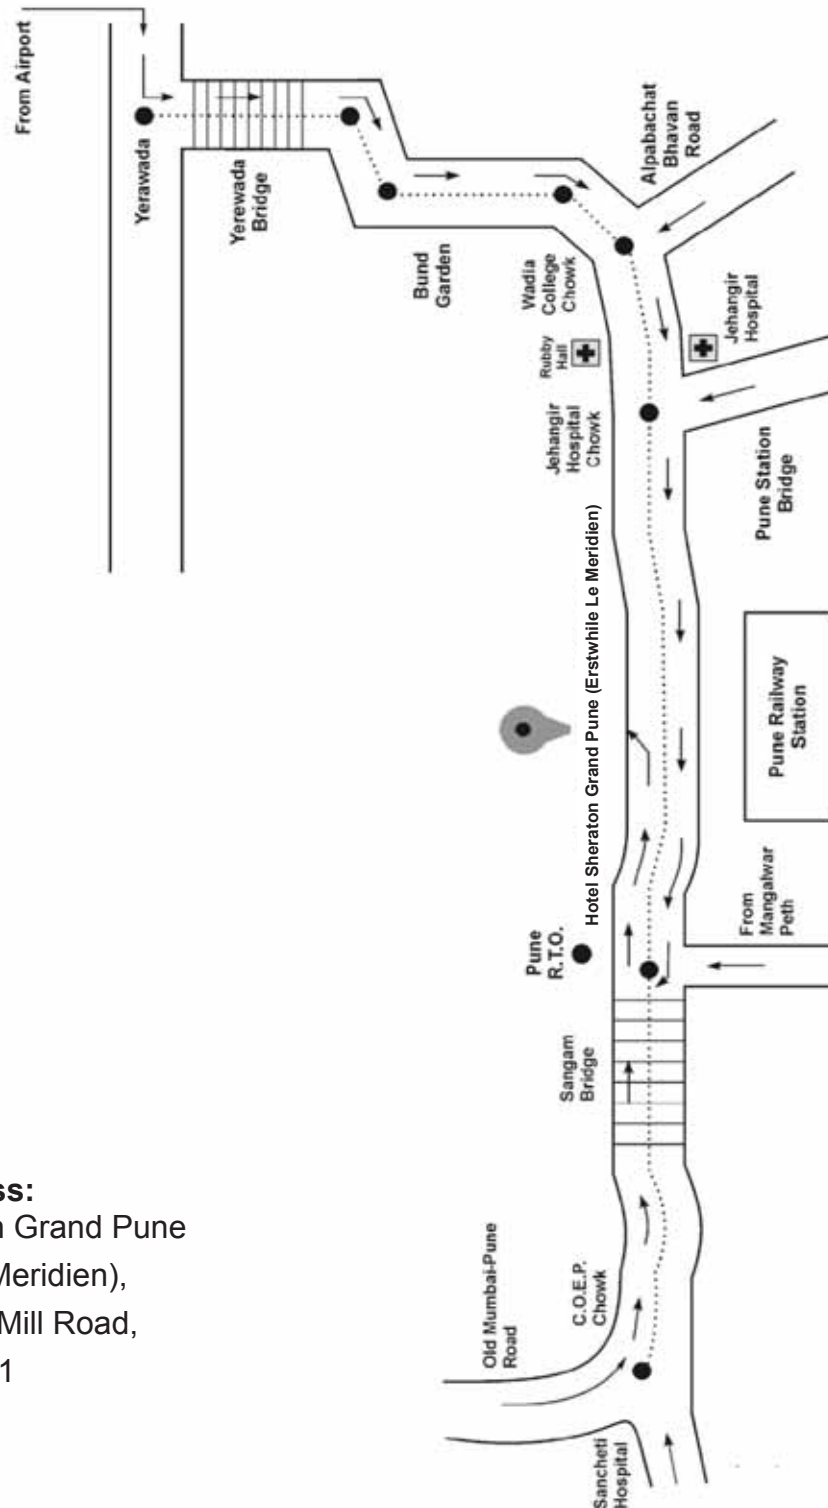 From Airport
Yerawada
Yerewada
Bridge
Bund
Garden
Wadia
College
Chowk
Alpabachat
Bhavan
Road
Rubby
Hall
Jehangir
Hospital
Jehangir
Hospital
Chowk
Pune Station
Bridge
Hotel Sheraton Grand Pune (Erstwhile Le Meridien)
Pune Railway
Station
From
Mangalwar
Peth
Pune
R.T.O.
Sangam
Bridge
C.O.E.P.
Chowk
Old Mumbai-Pune
Road
Sancheti
Hospital
ss:
n Grand Pune
Meridien),
Mill Road,
1